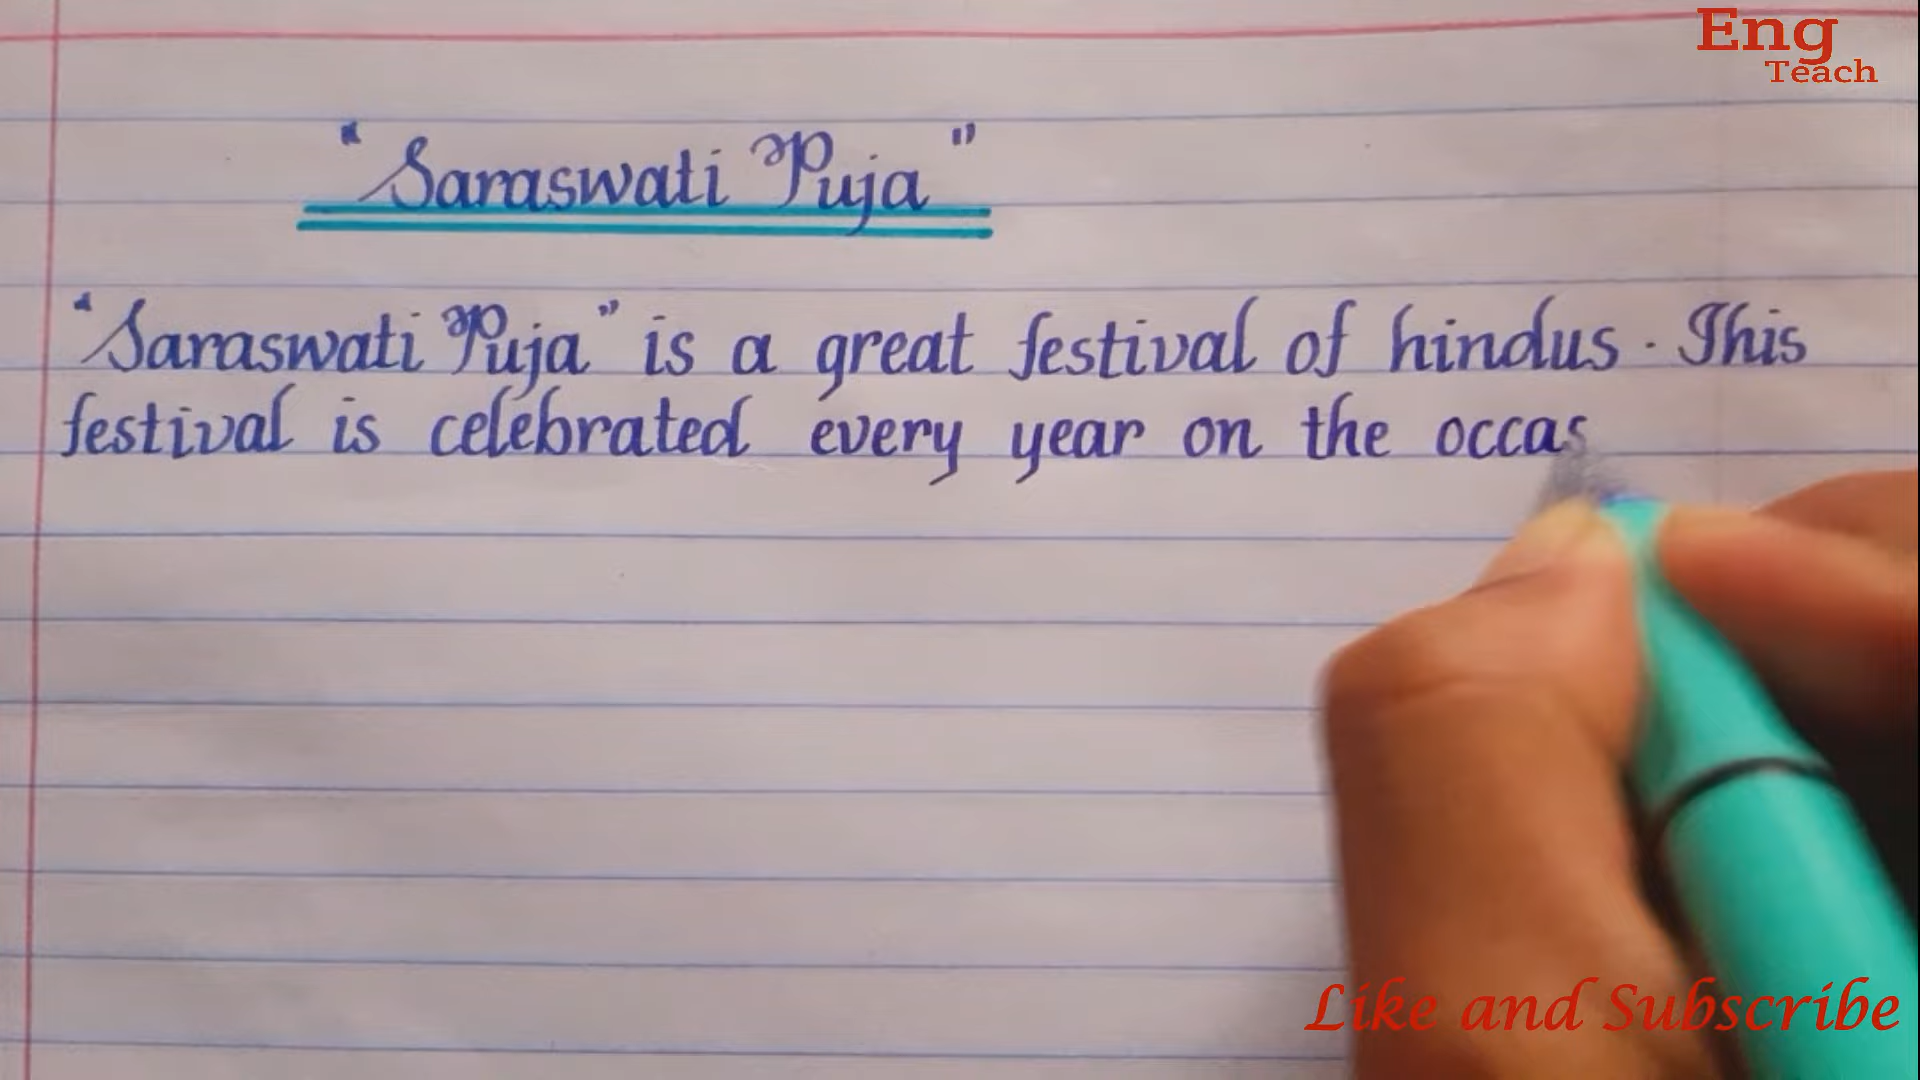 Eng
Teach
"Saraswati Puja"
"Saraswati Puja" is a great festival of hindus. This
festival is celebrated every year on the occas
Like and Subscribe